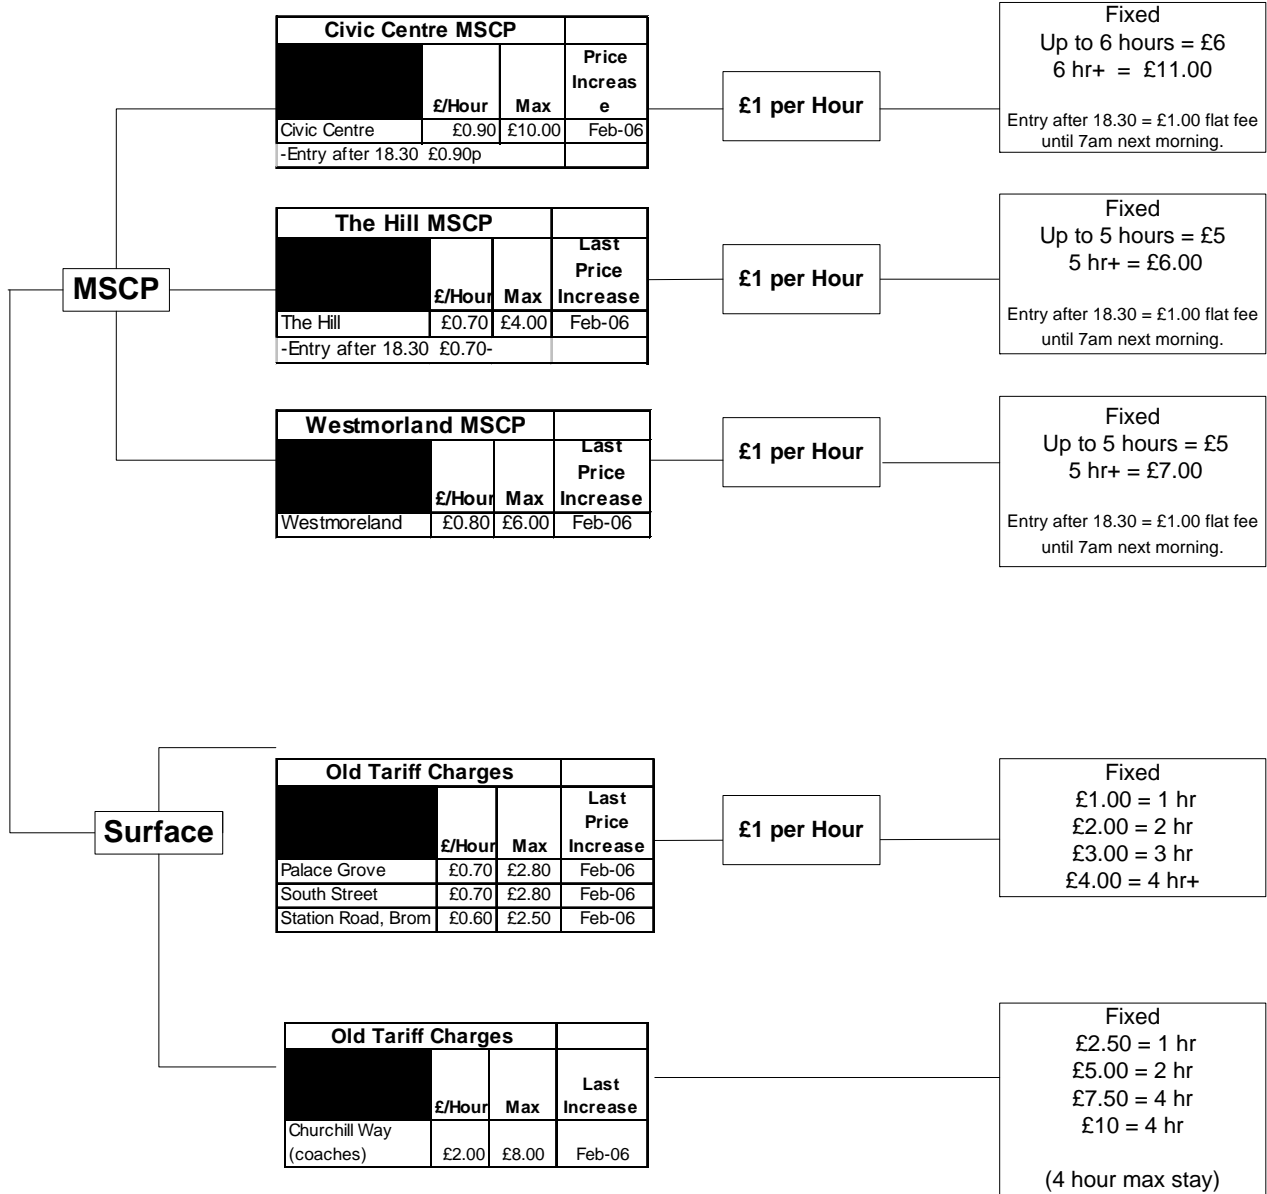 Civic Centre MSCP
Price
Increas
£/Hour Max e
Civic Centre £0.90 £10.00 Feb-06
-Entry after 18.30 £0.90p
£1 per Hour
Fixed
Up to 6 hours = £6
6 hr+ = £11.00
Entry after 18.30 = £1.00 flat fee
until 7am next morning.
MSCP
The Hill MSCP
Last
Price
£/Hour Max Increase
The Hill £0.70 £4.00 Feb-06
-Entry after 18.30 £0.70-
£1 per Hour
Fixed
Up to 5 hours = £5
5 hr+ = £6.00
Entry after 18.30 = £1.00 flat fee
until 7am next morning.
Westmorland MSCP
Last
Price
£/Hour Max Increase
Westmoreland £0.80 £6.00 Feb-06
£1 per Hour
Fixed
Up to 5 hours = £5
5 hr+ = £7.00
Entry after 18.30 = £1.00 flat fee
until 7am next morning.
Surface
Old Tariff Charges
Last
Price
£/Hour Max Increase
Palace Grove £0.70 £2.80 Feb-06
South Street £0.70 £2.80 Feb-06
Station Road, Brom £0.60 £2.50 Feb-06
£1 per Hour
Fixed
£1.00 = 1 hr
£2.00 = 2 hr
£3.00 = 3 hr
£4.00 = 4 hr+
Old Tariff Charges
Last
£/Hour Max Increase
Churchill Way
(coaches) £2.00 £8.00 Feb-06
Fixed
£2.50 = 1 hr
£5.00 = 2 hr
£7.50 = 4 hr
£10 = 4 hr
(4 hour max stay)